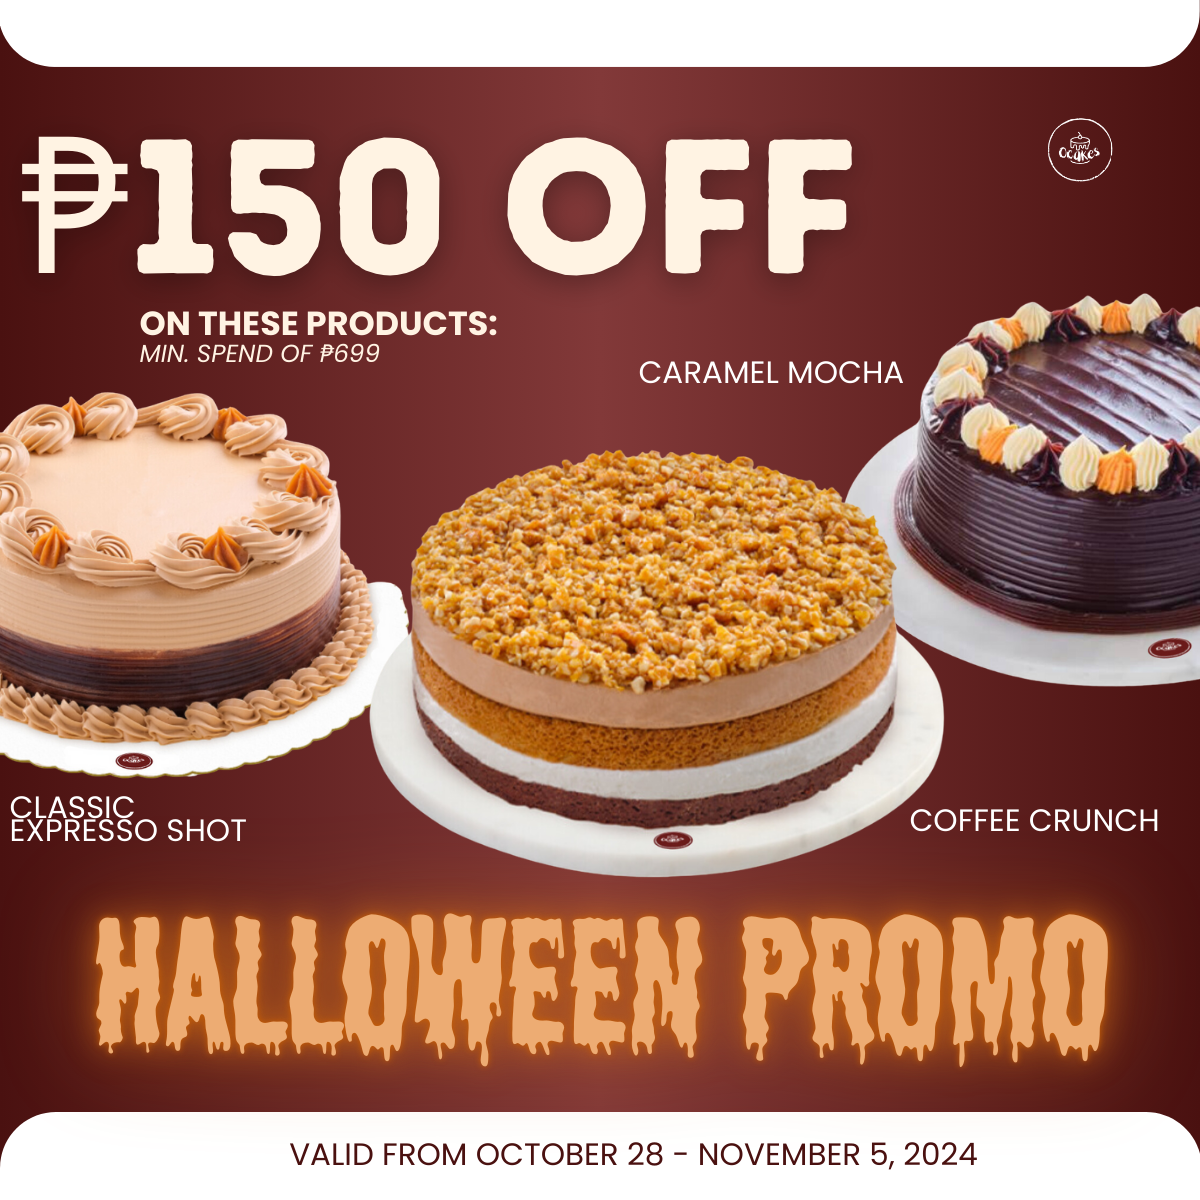 ₱150 OFF
Ocakes
ON THESE PRODUCTS:
MIN. SPEND OF ₱699
CARAMEL MOCHA
CLASSIC
EXPRESSO SHOT
COFFEE CRUNCH
HALLOWEEN PROMO
VALID FROM OCTOBER 28 - NOVEMBER 5, 2024